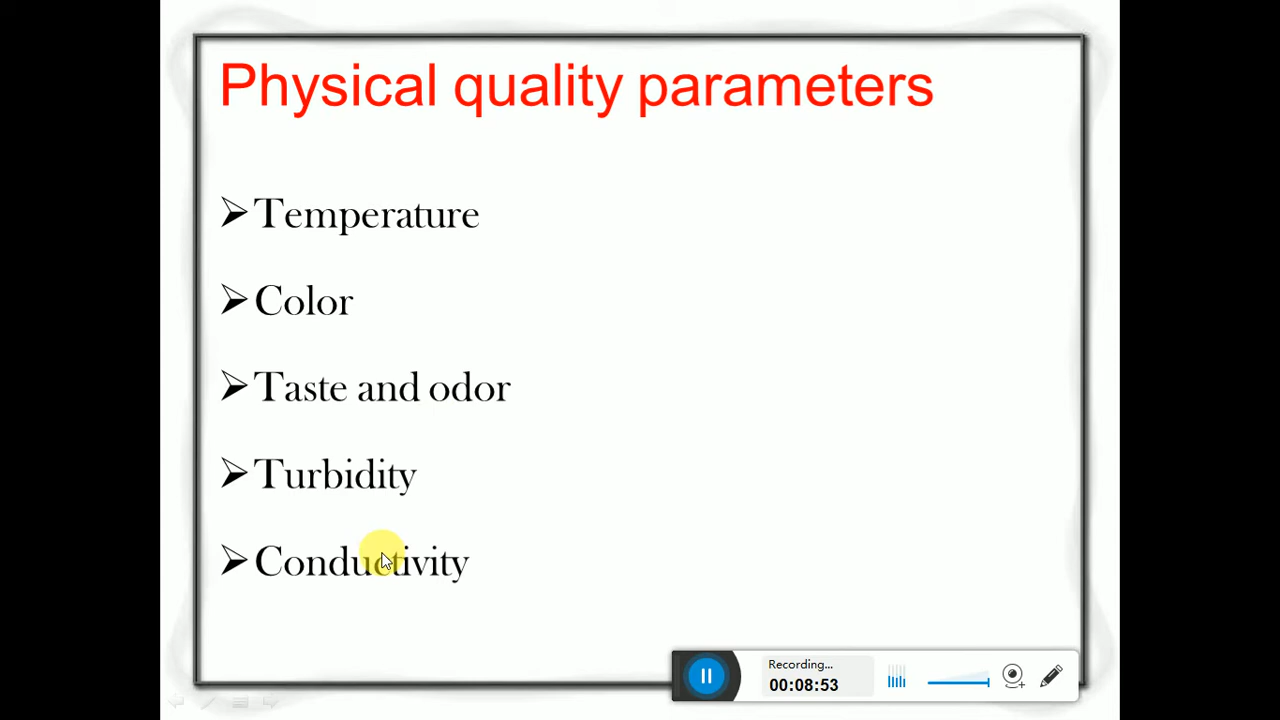 Physical quality parameters
Temperature
Color
Taste and odor
Turbidity
Conductivity
Recording...
00:08:53